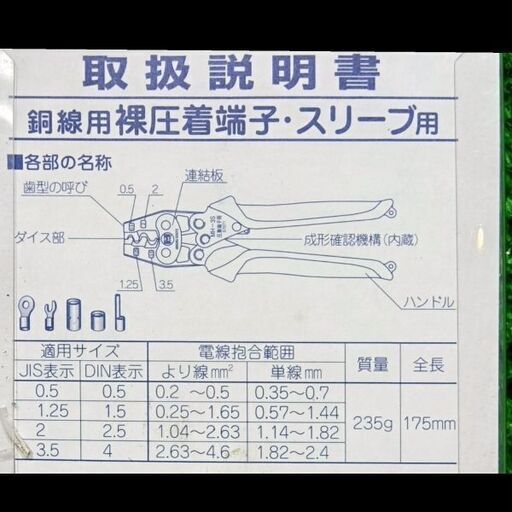 取扱説明書
銅線用裸圧着端子・スリーブ用
■各部の名称
歯型の呼び
0.5
2
連結板
ダイス部
成形確認機構（内蔵）
1.25
3.5
ハンドル
適用サイズ 電線抱合範囲 質量 全長
JIS表示 DIN表示 より線mm² 単線mm
0.5 0.5 0.2 ～0.5 0.35～0.7
1.25 1.5 0.25～1.65 0.57～1.44
2 2.5 1.04～2.63 1.14～1.82
3.5 4 2.63～4.6 1.82～2.4
235g 175mm